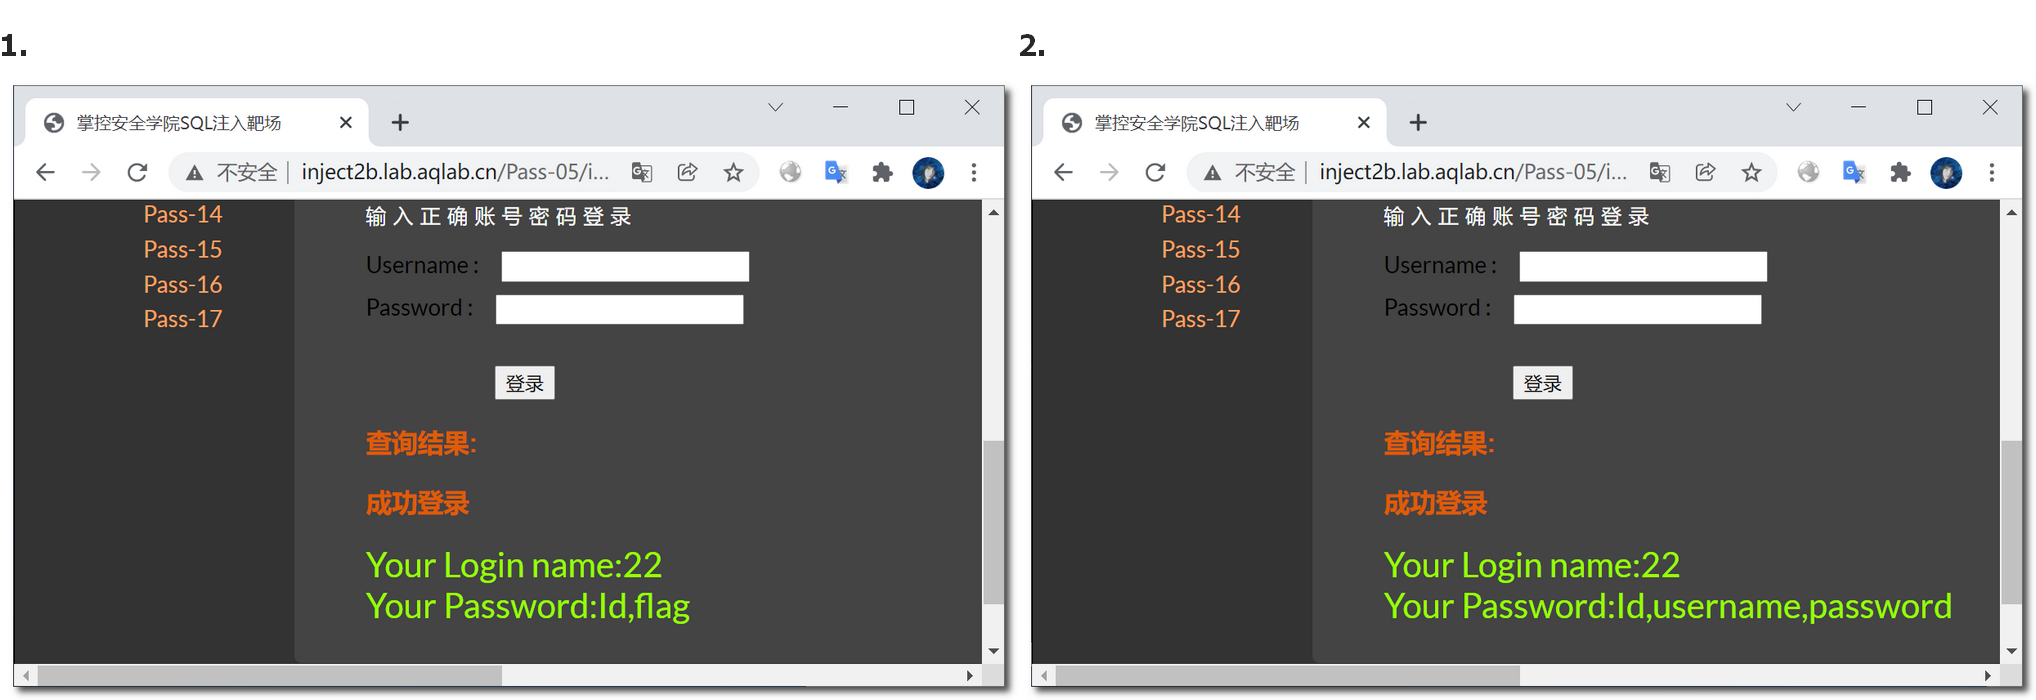 1.
掌控安全学院SQL注入靶场
不安全 inject2b.lab.aqlab.cn/Pass-05/i...
Pass-14
Pass-15
Pass-16
Pass-17
输入正确账号密码登录
Username :
Password :
登录
查询结果:
成功登录
Your Login name:22
Your Password:Id,flag
2.
掌控安全学院SQL注入靶场
不安全 inject2b.lab.aqlab.cn/Pass-05/i...
Pass-14
Pass-15
Pass-16
Pass-17
输入正确账号密码登录
Username :
Password :
登录
查询结果:
成功登录
Your Login name:22
Your Password:Id,username,password